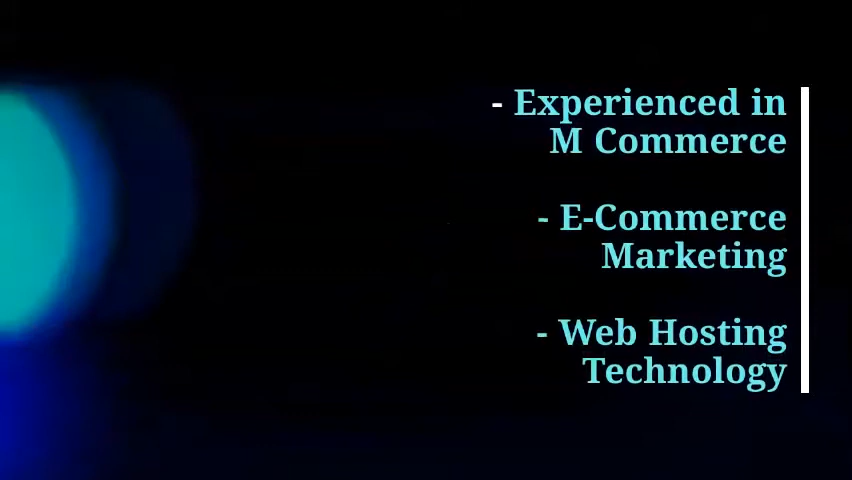 - Experienced in
M Commerce
- E-Commerce
Marketing
- Web Hosting
Technology